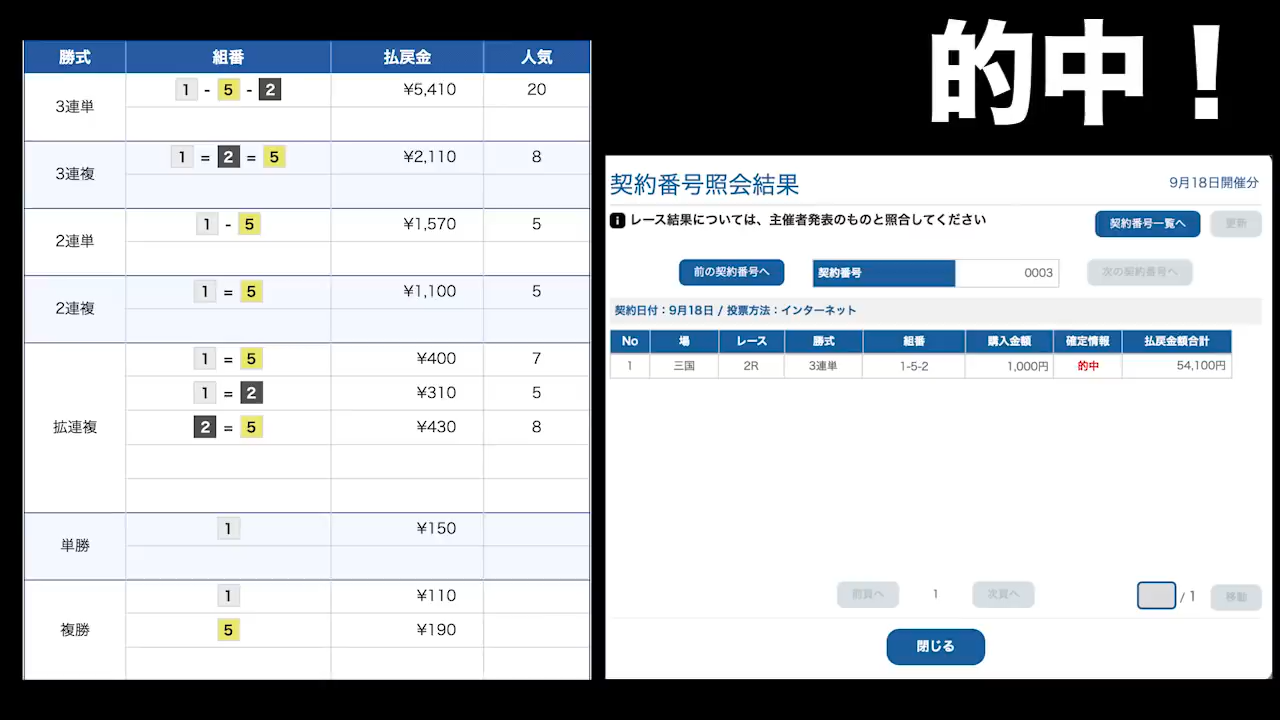 的中！
勝式 組番 払戻金 人気
3連単 1 - 5 - 2 ¥5,410 20
3連複 1 = 2 = 5 ¥2,110 8
2連単 1 - 5 ¥1,570 5
2連複 1 = 5 ¥1,100 5
拡連複 1 = 5 ¥400 7
1 = 2 ¥310 5
2 = 5 ¥430 8
単勝 1 ¥150
複勝 1 ¥110
5 ¥190
契約番号照会結果 9月18日開催分
レース結果については、主催者発表のものと照合してください 契約番号一覧へ 更新
前の契約番号へ 契約番号 0003 次の契約番号へ
契約日付：9月18日 / 投票方法：インターネット
No 場 レース 勝式 組番 購入金額 確定情報 払戻金額合計
1 三国 2R 3連単 1-5-2 1,000円 的中 54,100円
前頁へ 1 次頁へ / 1 移動
閉じる